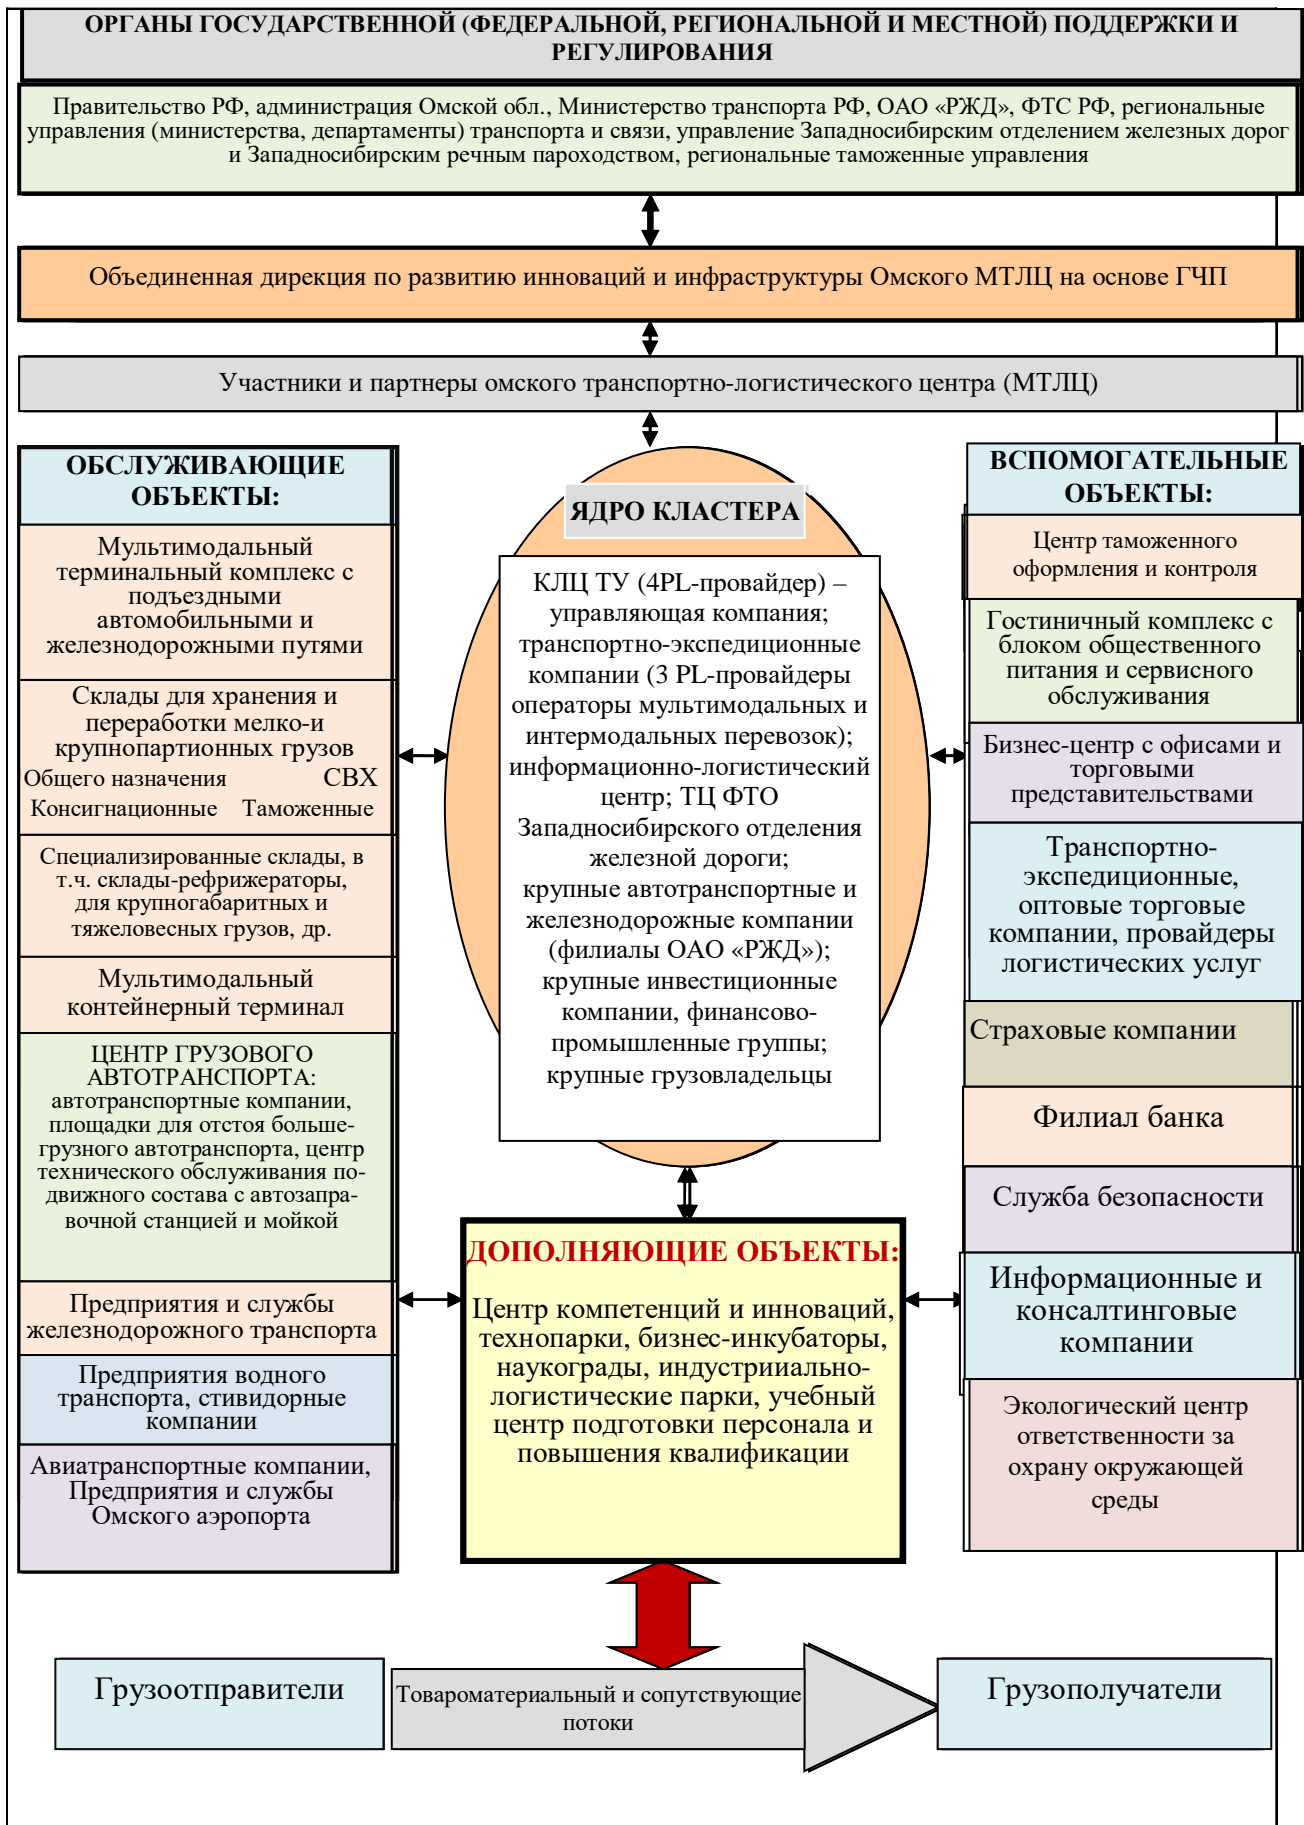 ОРГАНЫ ГОСУДАРСТВЕННОЙ (ФЕДЕРАЛЬНОЙ, РЕГИОНАЛЬНОЙ И МЕСТНОЙ) ПОДДЕРЖКИ И
РЕГУЛИРОВАНИЯ
Правительство РФ, администрация Омской обл., Министерство транспорта РФ, ОАО «РЖД», ФТС РФ, региональные
управления (министерства, департаменты) транспорта и связи, управление Западносибирским отделением железных дорог
и Западносибирским речным пароходством, региональные таможенные управления
Объединенная дирекция по развитию инноваций и инфраструктуры Омского МТЛЦ на основе ГЧП
Участники и партнеры омского транспортно-логистического центра (МТЛЦ)
ОБСЛУЖИВАЮЩИЕ
ОБЪЕКТЫ:
Мультимодальный
терминальный комплекс с
подъездными
автомобильными и
железнодорожными путями
Склады для хранения и
переработки мелко-и
крупнопартионных грузов
Общего назначения СВХ
Консигнационные Таможенные
Специализированные склады, в
т.ч. склады-рефрижераторы,
для крупногабаритных и
тяжеловесных грузов, др.
Мультимодальный
контейнерный терминал
ЦЕНТР ГРУЗОВОГО
АВТОТРАНСПОРТА:
автотранспортные компании,
площадки для отстоя больше-
грузного автотранспорта, центр
технического обслуживания по-
движного состава с автозапра-
вочной станцией и мойкой
Предприятия и службы
железнодорожного транспорта
Предприятия водного
транспорта, стивидорные
компании
Авиатранспортные компании,
Предприятия и службы
Омского аэропорта
ЯДРО КЛАСТЕРА
КЛЦ ТУ (4PL-провайдер) –
управляющая компания;
транспортно-экспедиционные
компании (3 PL-провайдеры
операторы мультимодальных и
интермодальных перевозок);
информационно-логистический
центр; ТЦ ФТО
Западносибирского отделения
железной дороги;
крупные автотранспортные и
железнодорожные компании
(филиалы ОАО «РЖД»);
крупные инвестиционные
компании, финансово-
промышленные группы;
крупные грузовладельцы
ДОПОЛНЯЮЩИЕ ОБЪЕКТЫ:
Центр компетенций и инноваций,
технопарки, бизнес-инкубаторы,
наукограды, индустрииально-
логистические парки, учебный
центр подготовки персонала и
повышения квалификации
ВСПОМОГАТЕЛЬНЫЕ
ОБЪЕКТЫ:
Центр таможенного
оформления и контроля
Гостиничный комплекс с
блоком общественного
питания и сервисного
обслуживания
Бизнес-центр с офисами и
торговыми
представительствами
Транспортно-
экспедиционные,
оптовые торговые
компании, провайдеры
логистических услуг
Страховые компании
Филиал банка
Служба безопасности
Информационные и
консалтинговые
компании
Экологический центр
ответственности за
охрану окружающей
среды
Грузоотправители
Товароматериальный и сопутствующие
потоки
Грузополучатели